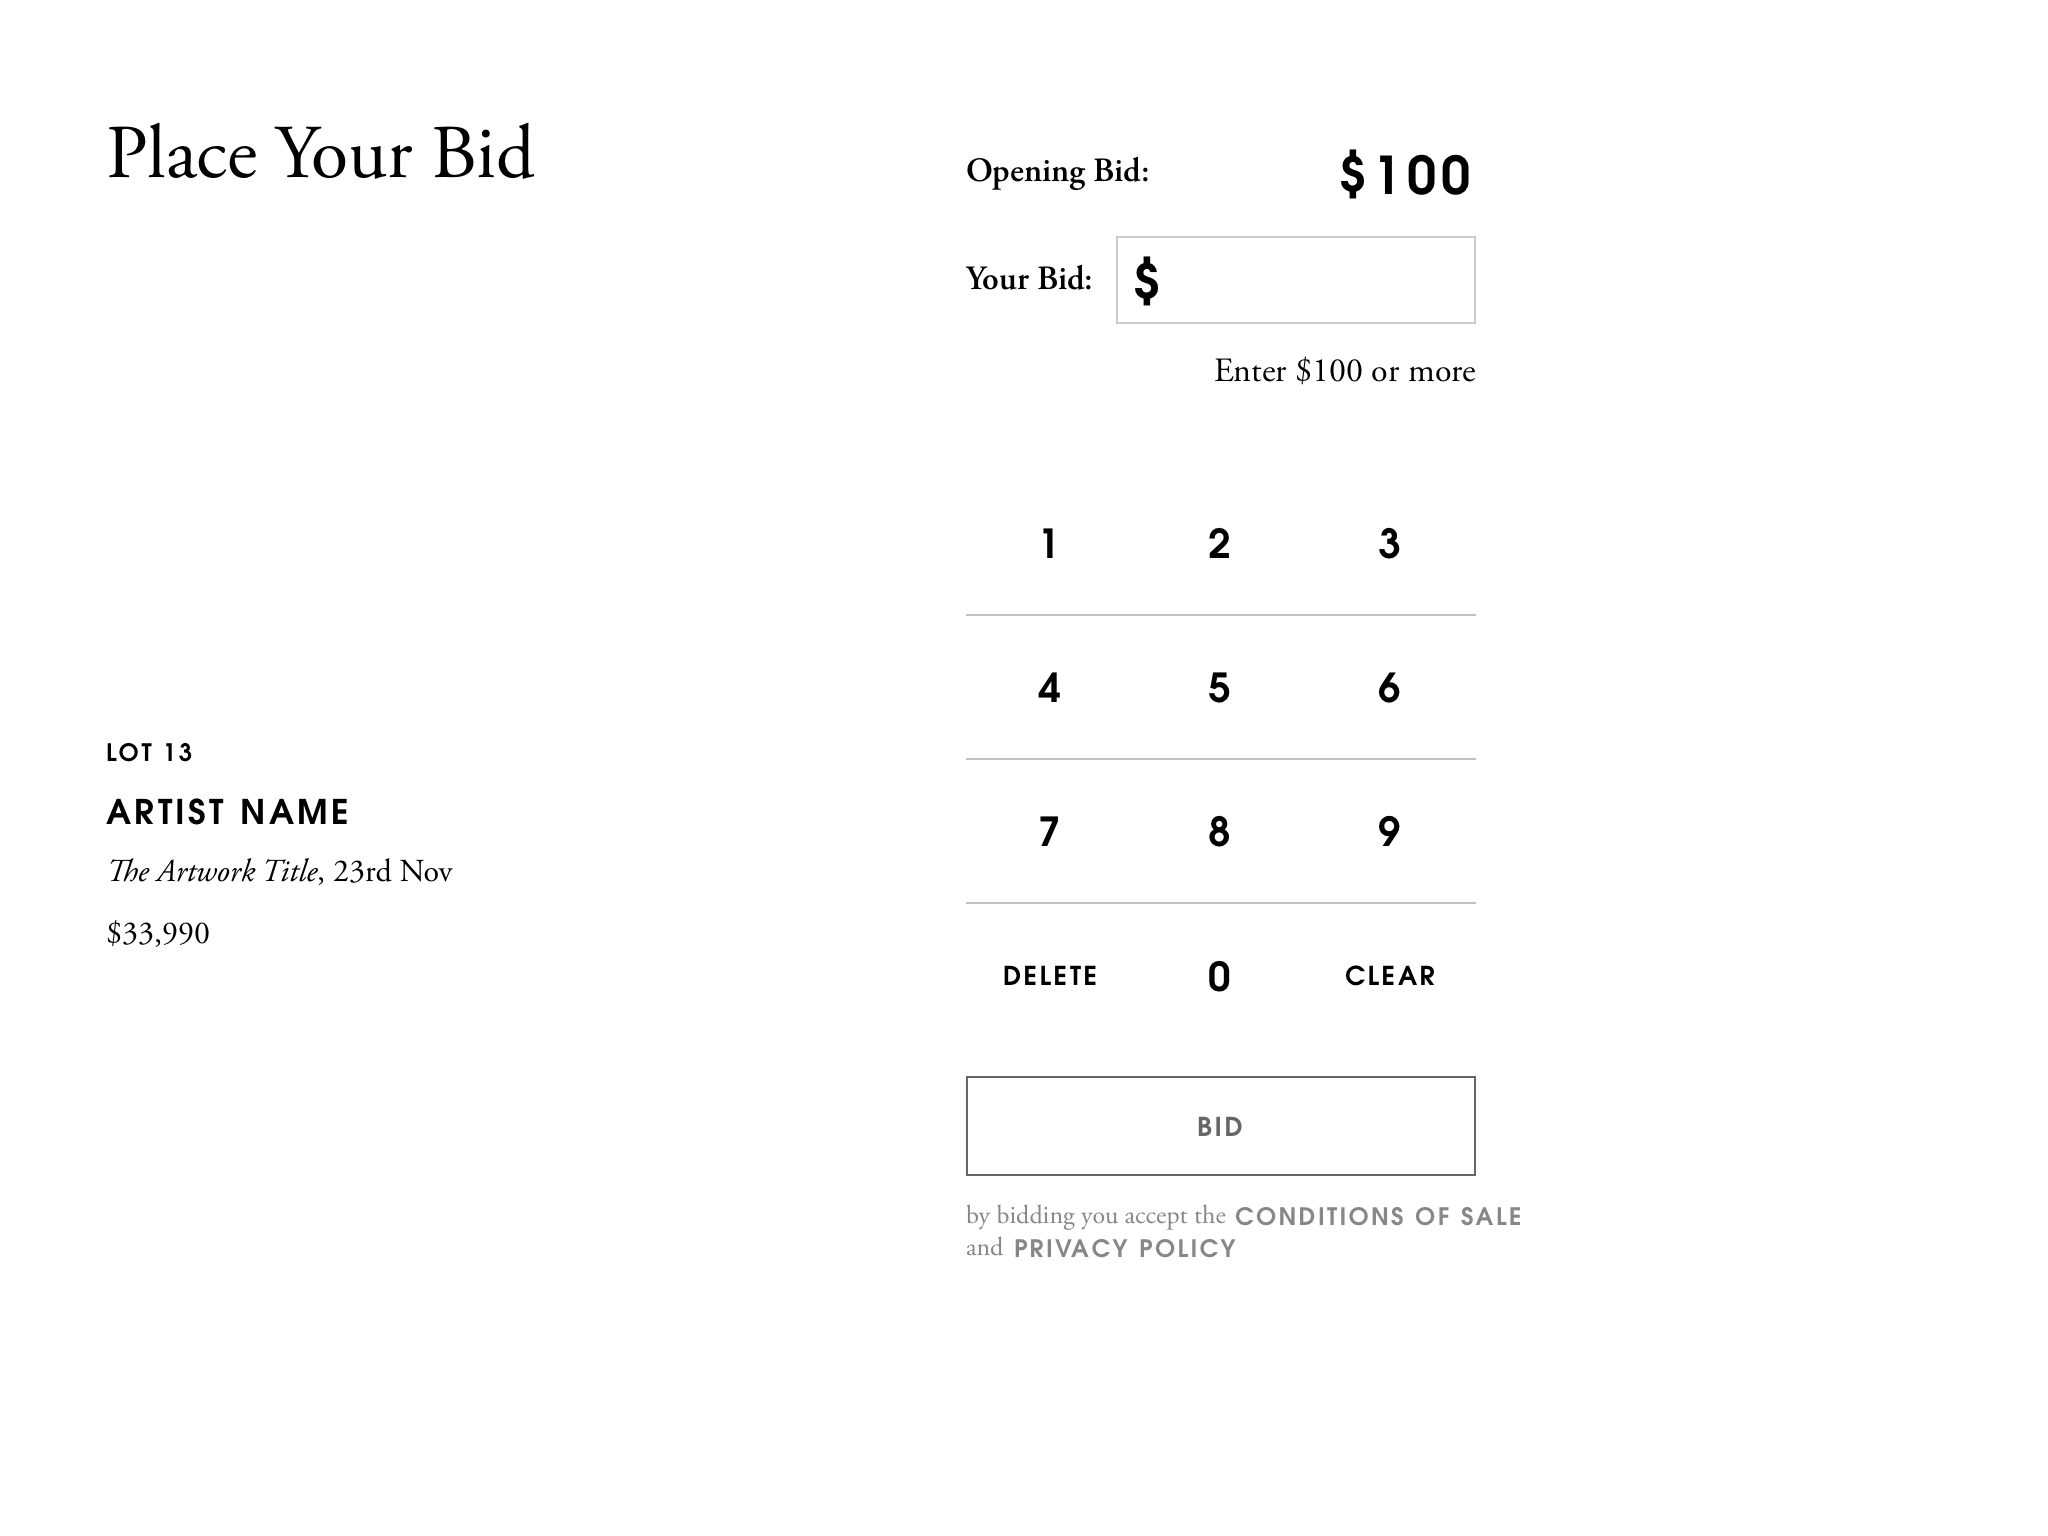 Place Your Bid
Opening Bid: $100
Your Bid: $
Enter $100 or more
1 2 3
4 5 6
7 8 9
DELETE 0 CLEAR
BID
by bidding you accept the CONDITIONS OF SALE
and PRIVACY POLICY
LOT 13
ARTIST NAME
The Artwork Title, 23rd Nov
$33,990